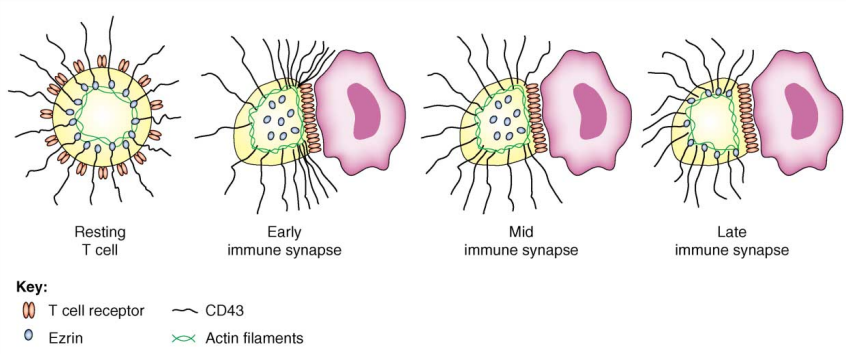 Resting
T cell
Early
immune synapse
Mid
immune synapse
Late
immune synapse
Key:
T cell receptor
CD43
Ezrin
Actin filaments